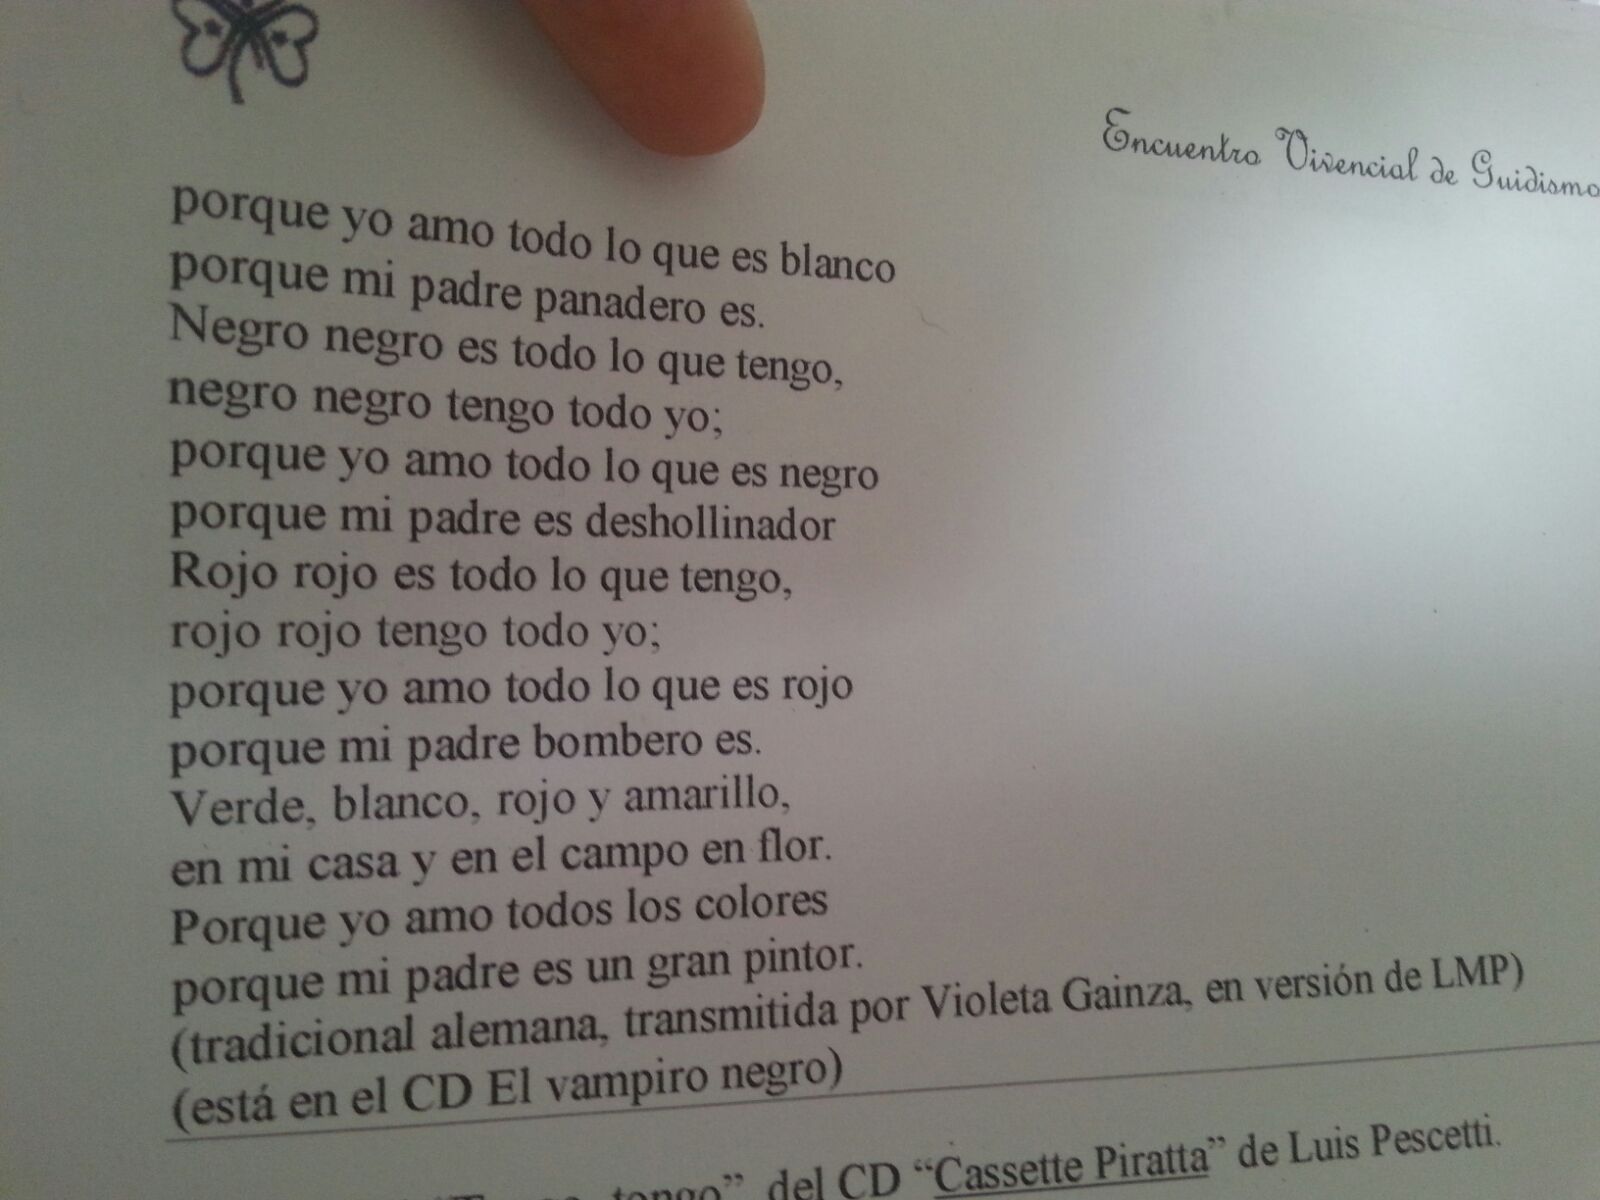 Encuentro Vivencial de Guidismo
porque yo amo todo lo que es blanco
porque mi padre panadero es.
Negro negro es todo lo que tengo,
negro negro tengo todo yo;
porque yo amo todo lo que es negro
porque mi padre es deshollinador
Rojo rojo es todo lo que tengo,
rojo rojo tengo todo yo;
porque yo amo todo lo que es rojo
porque mi padre bombero es.
Verde, blanco, rojo y amarillo,
en mi casa y en el campo en flor.
Porque yo amo todos los colores
porque mi padre es un gran pintor.
(tradicional alemana, transmitida por Violeta Gainza, en versión de LMP)
(está en el CD El vampiro negro)
tengo” del CD “Cassette Piratta” de Luis Pescetti.